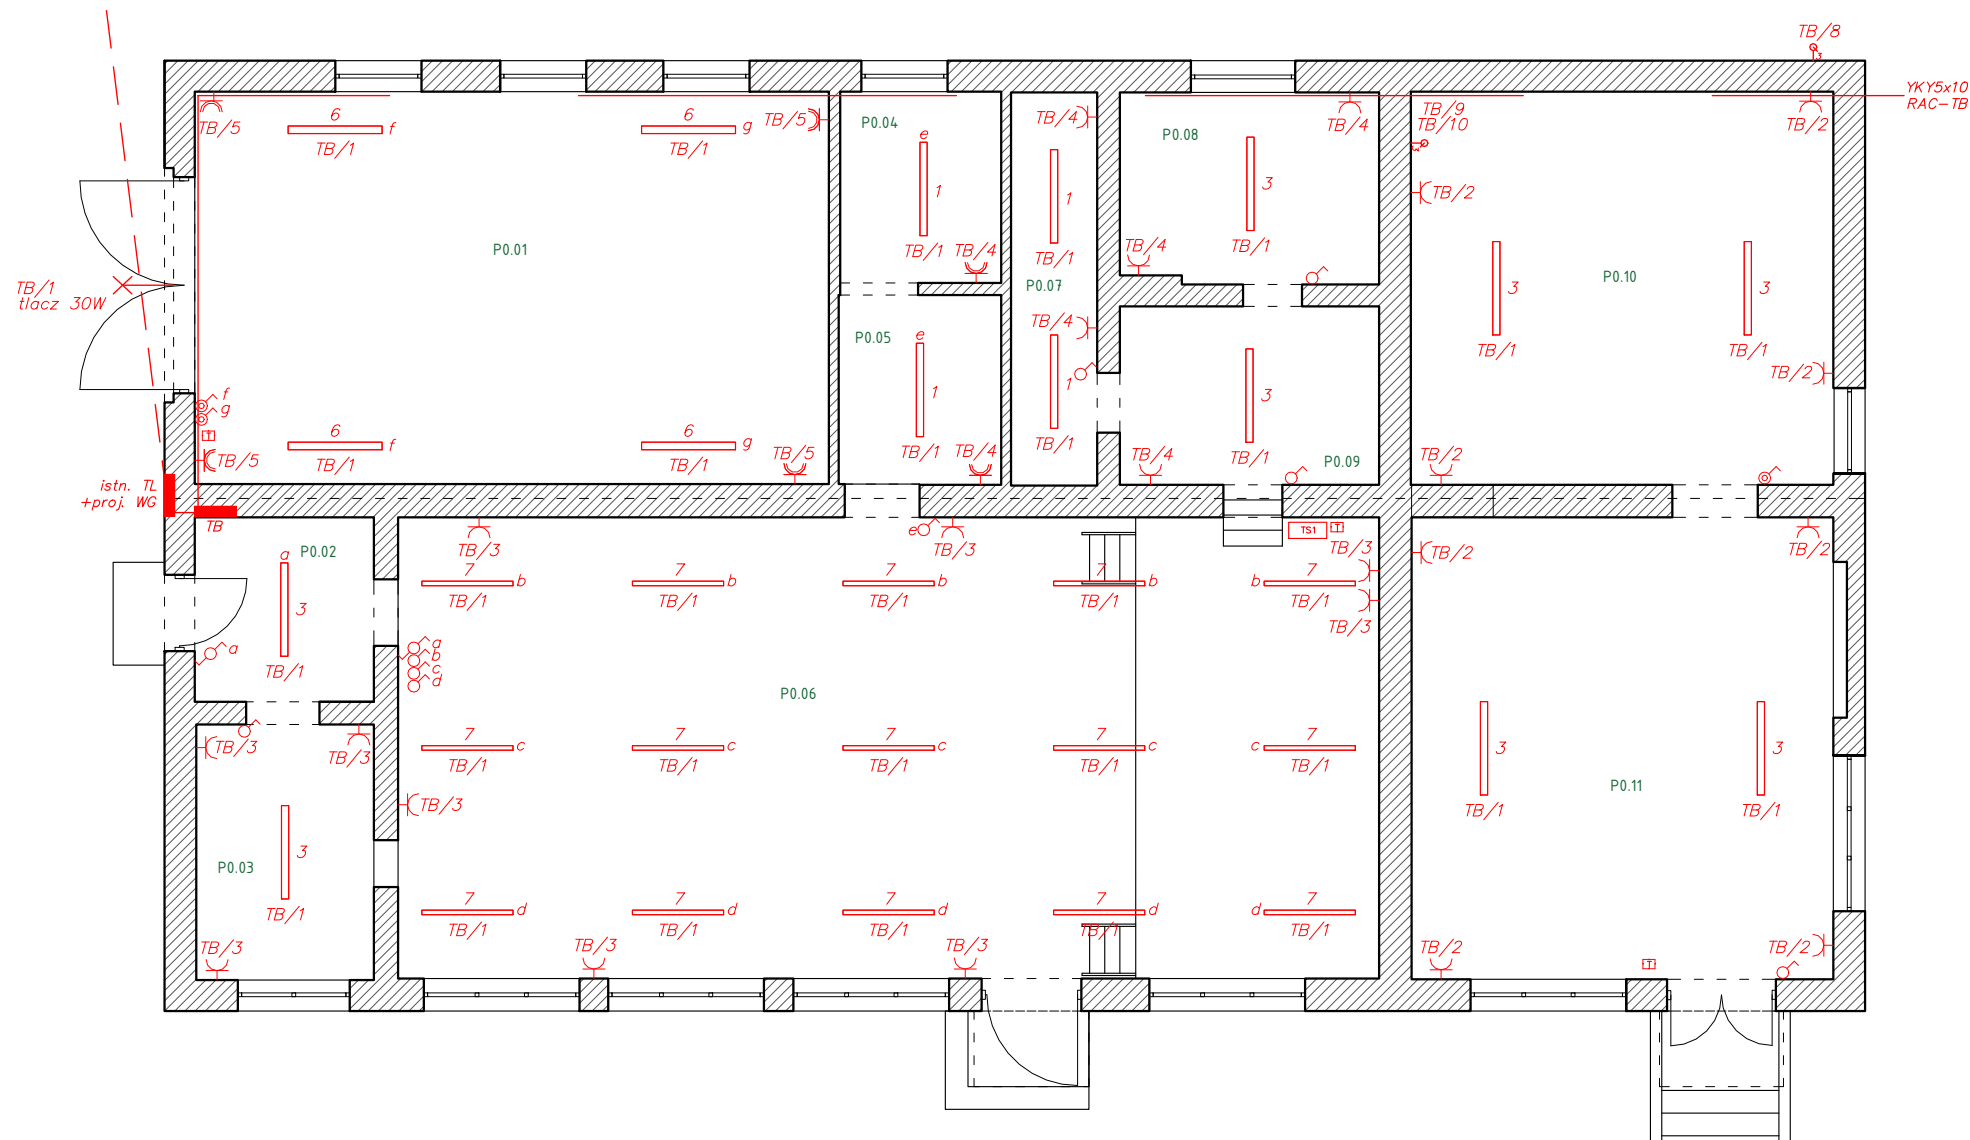 TB/8
YKY5x10
RAC-TB
TB/5
6
f
TB/1
6
g
TB/1
TB/5
P0.04
e
1
TB/1
TB/4
TB/4
1
TB/1
P0.07
TB/4
1
TB/1
P0.08
3
TB/1
TB/4
TB/4
TB/9
TB/10
3
3
TB/2
TB/2
P0.01
P0.10
3
TB/1
3
TB/1
TB/2
TB/2
TB/1
tlacz 30W
P0.05
e
1
TB/1
TB/4
3
TB/1
P0.09
TB/4
f
g
T
TB/5
6
f
TB/1
6
g
TB/1
TB/5
istn. TL
+proj. WG
TB
P0.02
a
3
TB/1
a
TB/3
e
TB/3
TS1
T
TB/3
TB/3
TB/2
TB/2
7
b
TB/1
7
b
TB/1
7
b
TB/1
7
b
TB/1
b
7
TB/1
a
b
c
d
P0.06
TB/3
TB/3
7
c
TB/1
7
c
TB/1
7
c
TB/1
7
c
TB/1
c
7
TB/1
TB/3
3
TB/1
3
TB/1
P0.11
P0.03
3
TB/1
TB/3
7
d
TB/1
7
d
TB/1
7
d
TB/1
7
d
TB/1
d
7
TB/1
TB/3
TB/3
TB/2
T
TB/2